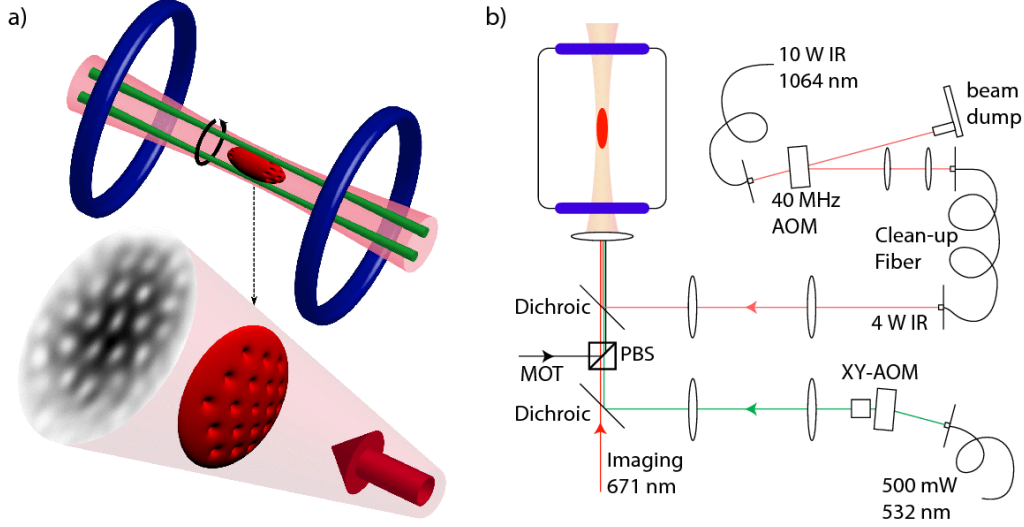 a)
b)
10 W IR
1064 nm
beam
dump
40 MHz
AOM
Clean-up
Fiber
Dichroic
4 W IR
PBS
MOT
XY-AOM
Dichroic
Imaging
671 nm
500 mW
532 nm